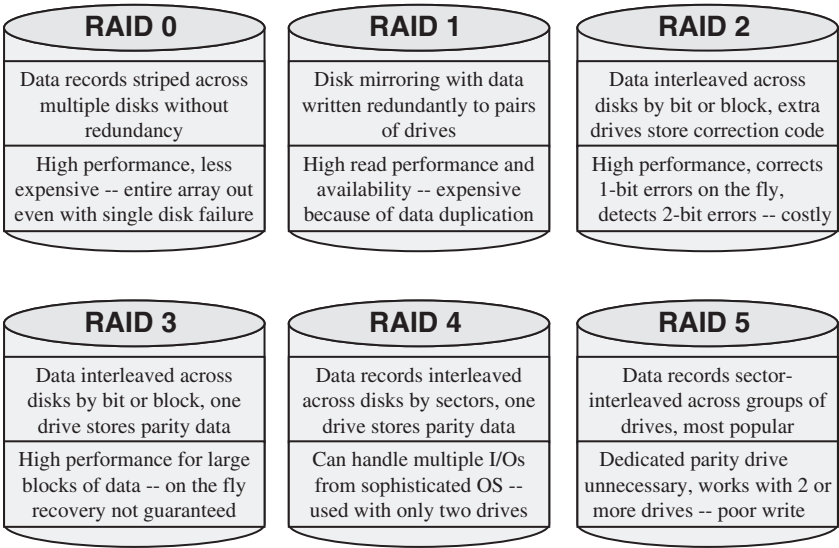 RAID 0
Data records striped across
multiple disks without
redundancy
High performance, less
expensive -- entire array out
even with single disk failure
RAID 1
Disk mirroring with data
written redundantly to pairs
of drives
High read performance and
availability -- expensive
because of data duplication
RAID 2
Data interleaved across
disks by bit or block, extra
drives store correction code
High performance, corrects
1-bit errors on the fly,
detects 2-bit errors -- costly
RAID 3
Data interleaved across
disks by bit or block, one
drive stores parity data
High performance for large
blocks of data -- on the fly
recovery not guaranteed
RAID 4
Data records interleaved
across disks by sectors, one
drive stores parity data
Can handle multiple I/Os
from sophisticated OS --
used with only two drives
RAID 5
Data records sector-
interleaved across groups of
drives, most popular
Dedicated parity drive
unnecessary, works with 2 or
more drives -- poor write